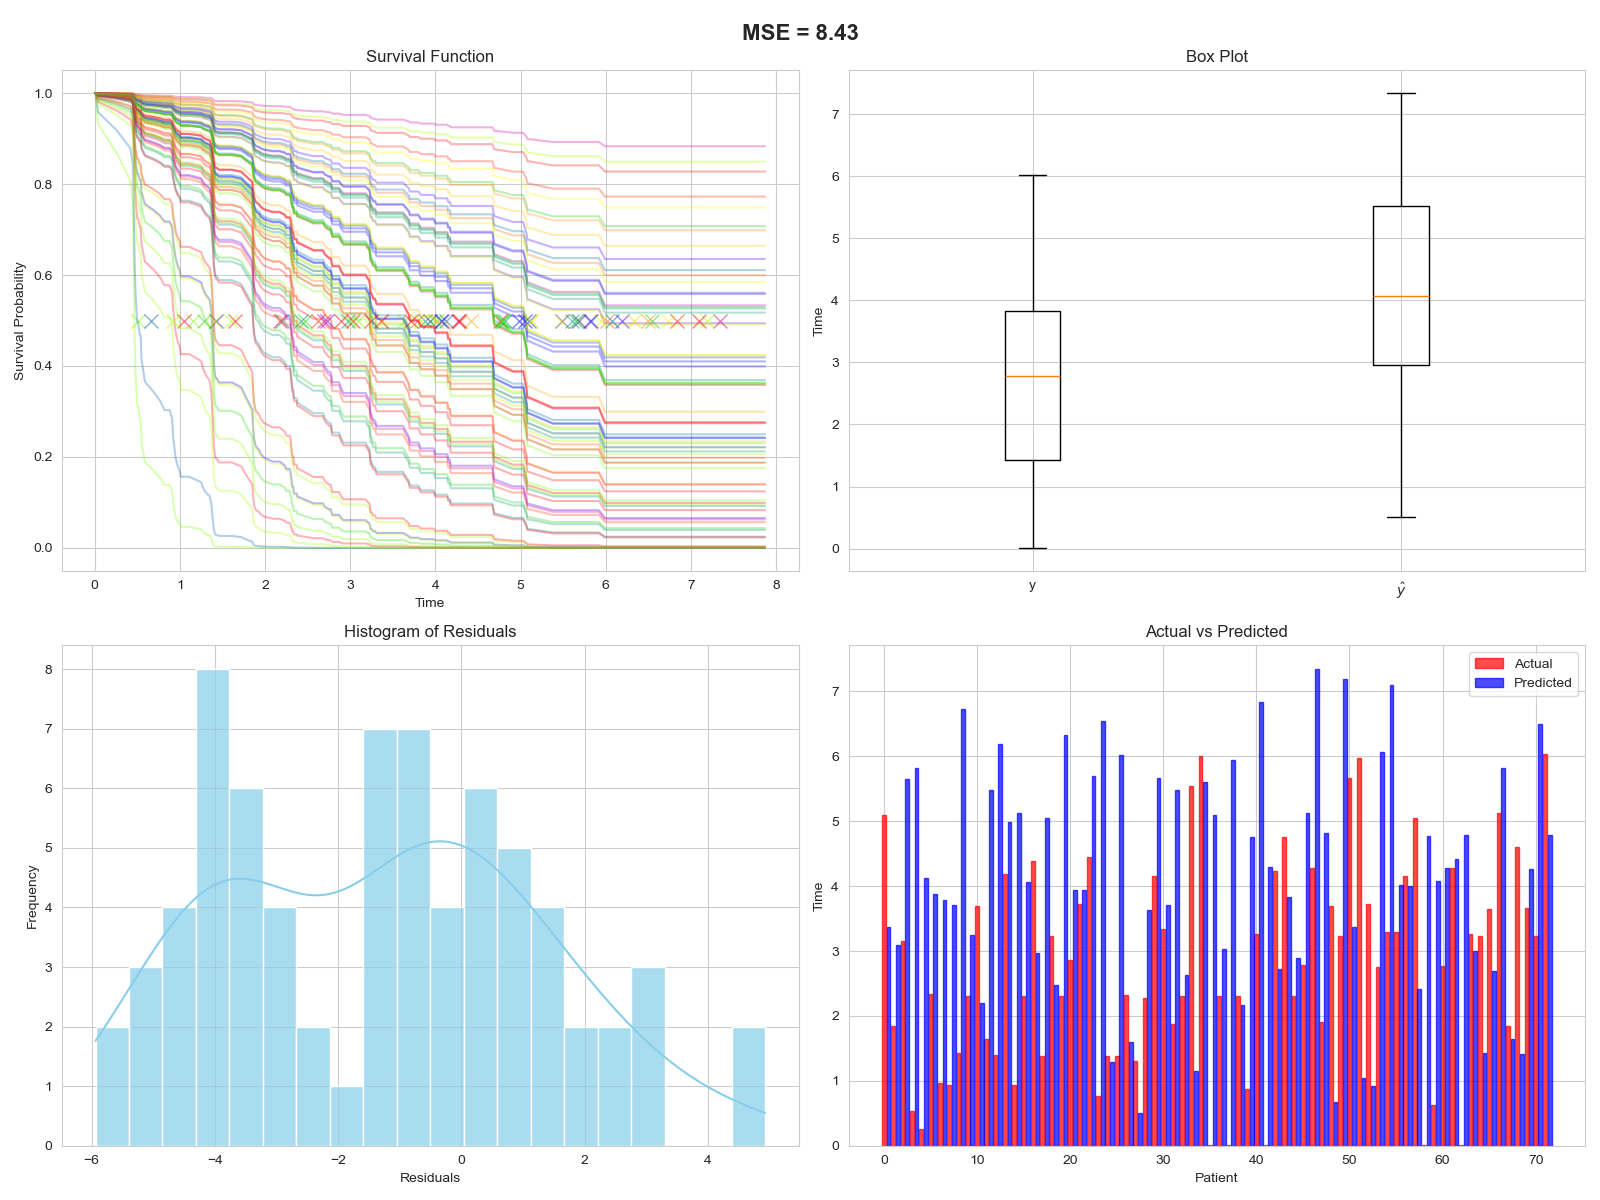 MSE = 8.43
Survival Function
1.0
0.8
0.6
0.4
0.2
0.0
Survival Probability
0 1 2 3 4 5 6 7 8
Time
Box Plot
7
6
5
4
3
2
1
0
Time
y ŷ
Histogram of Residuals
8
7
6
5
4
3
2
1
0
Frequency
−6 −4 −2 0 2 4
Residuals
Actual vs Predicted
Actual
Predicted
7
6
5
4
3
2
1
0
Time
0 10 20 30 40 50 60 70
Patient